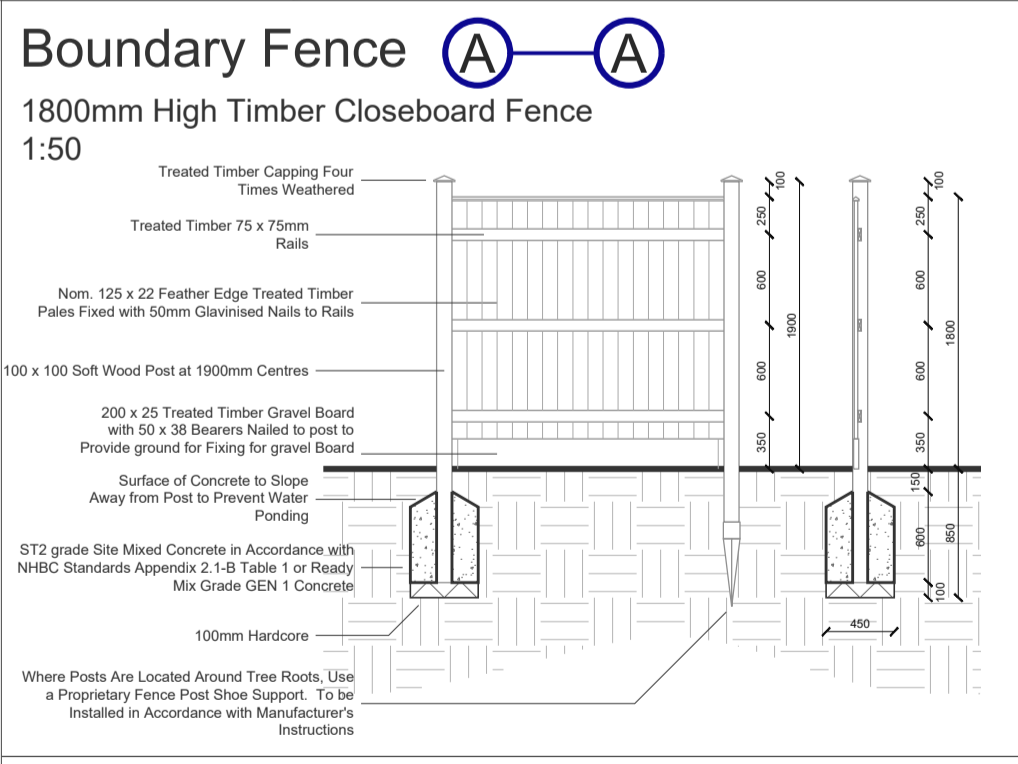 Boundary Fence A A
1800mm High Timber Closeboard Fence
1:50
Treated Timber Capping Four
Times Weathered
Treated Timber 75 x 75mm
Rails
Nom. 125 x 22 Feather Edge Treated Timber
Pales Fixed with 50mm Glavinised Nails to Rails
100 x 100 Soft Wood Post at 1900mm Centres
200 x 25 Treated Timber Gravel Board
with 50 x 38 Bearers Nailed to post to
Provide ground for Fixing for gravel Board
Surface of Concrete to Slope
Away from Post to Prevent Water
Ponding
ST2 grade Site Mixed Concrete in Accordance with
NHBC Standards Appendix 2.1-B Table 1 or Ready
Mix Grade GEN 1 Concrete
100mm Hardcore
Where Posts Are Located Around Tree Roots, Use
a Proprietary Fence Post Shoe Support. To be
Installed in Accordance with Manufacturer's
Instructions
100
250
600
600
350
1900
100
250
600
600
350
150
600
100
1800
850
450